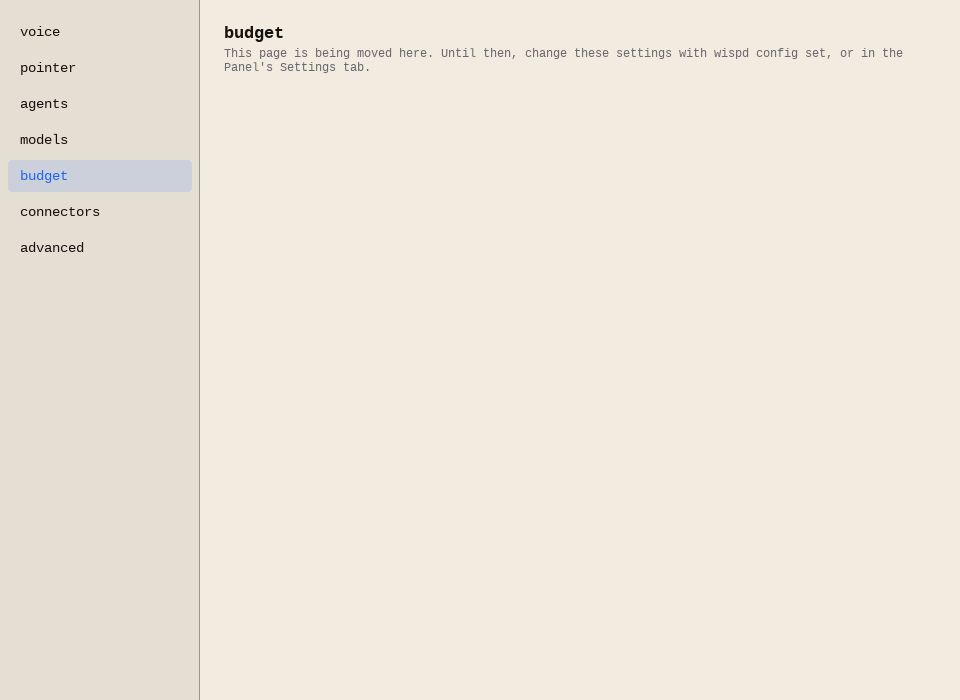 voice
pointer
agents
models
budget
connectors
advanced
budget
This page is being moved here. Until then, change these settings with wispd config set, or in the
Panel's Settings tab.